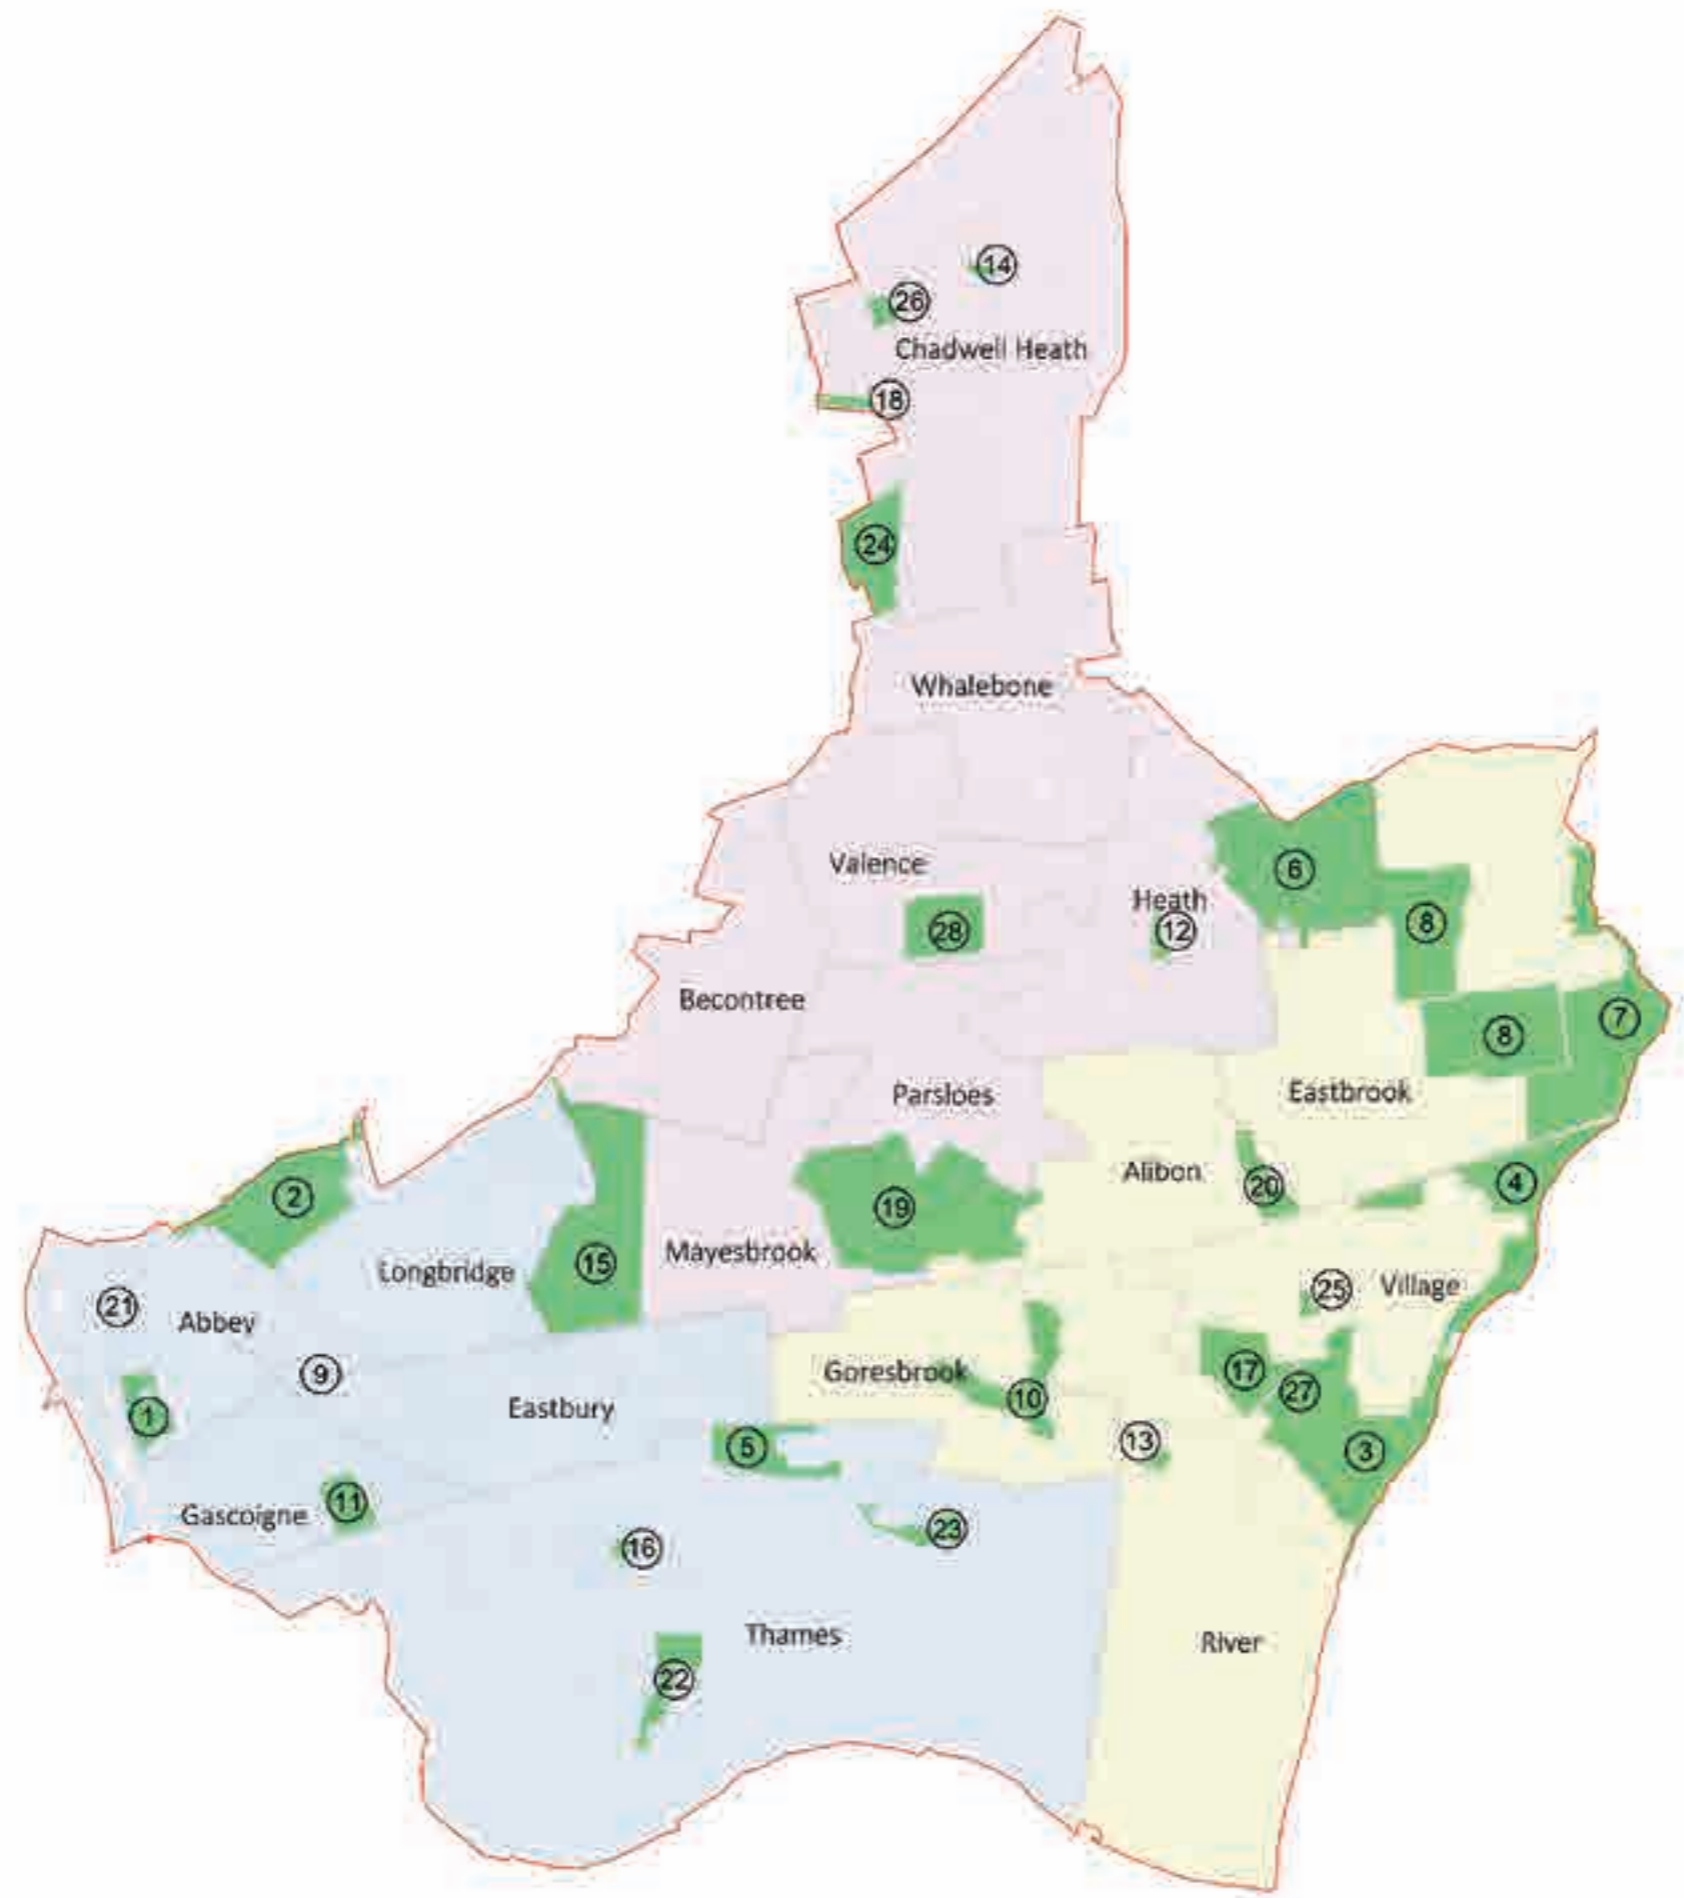 14
26
Chadwell Heath
18
24
Whalebone
Valence
6
Heath
8
28
12
Becontree
7
8
Parsloes
Eastbrook
Alibon
4
20
2
19
Mayesbrook
15
Longbridge
25
Village
21
Abbey
9
Goresbrook
17
27
10
1
Eastbury
13
5
3
11
Gascoigne
23
16
Thames
River
22